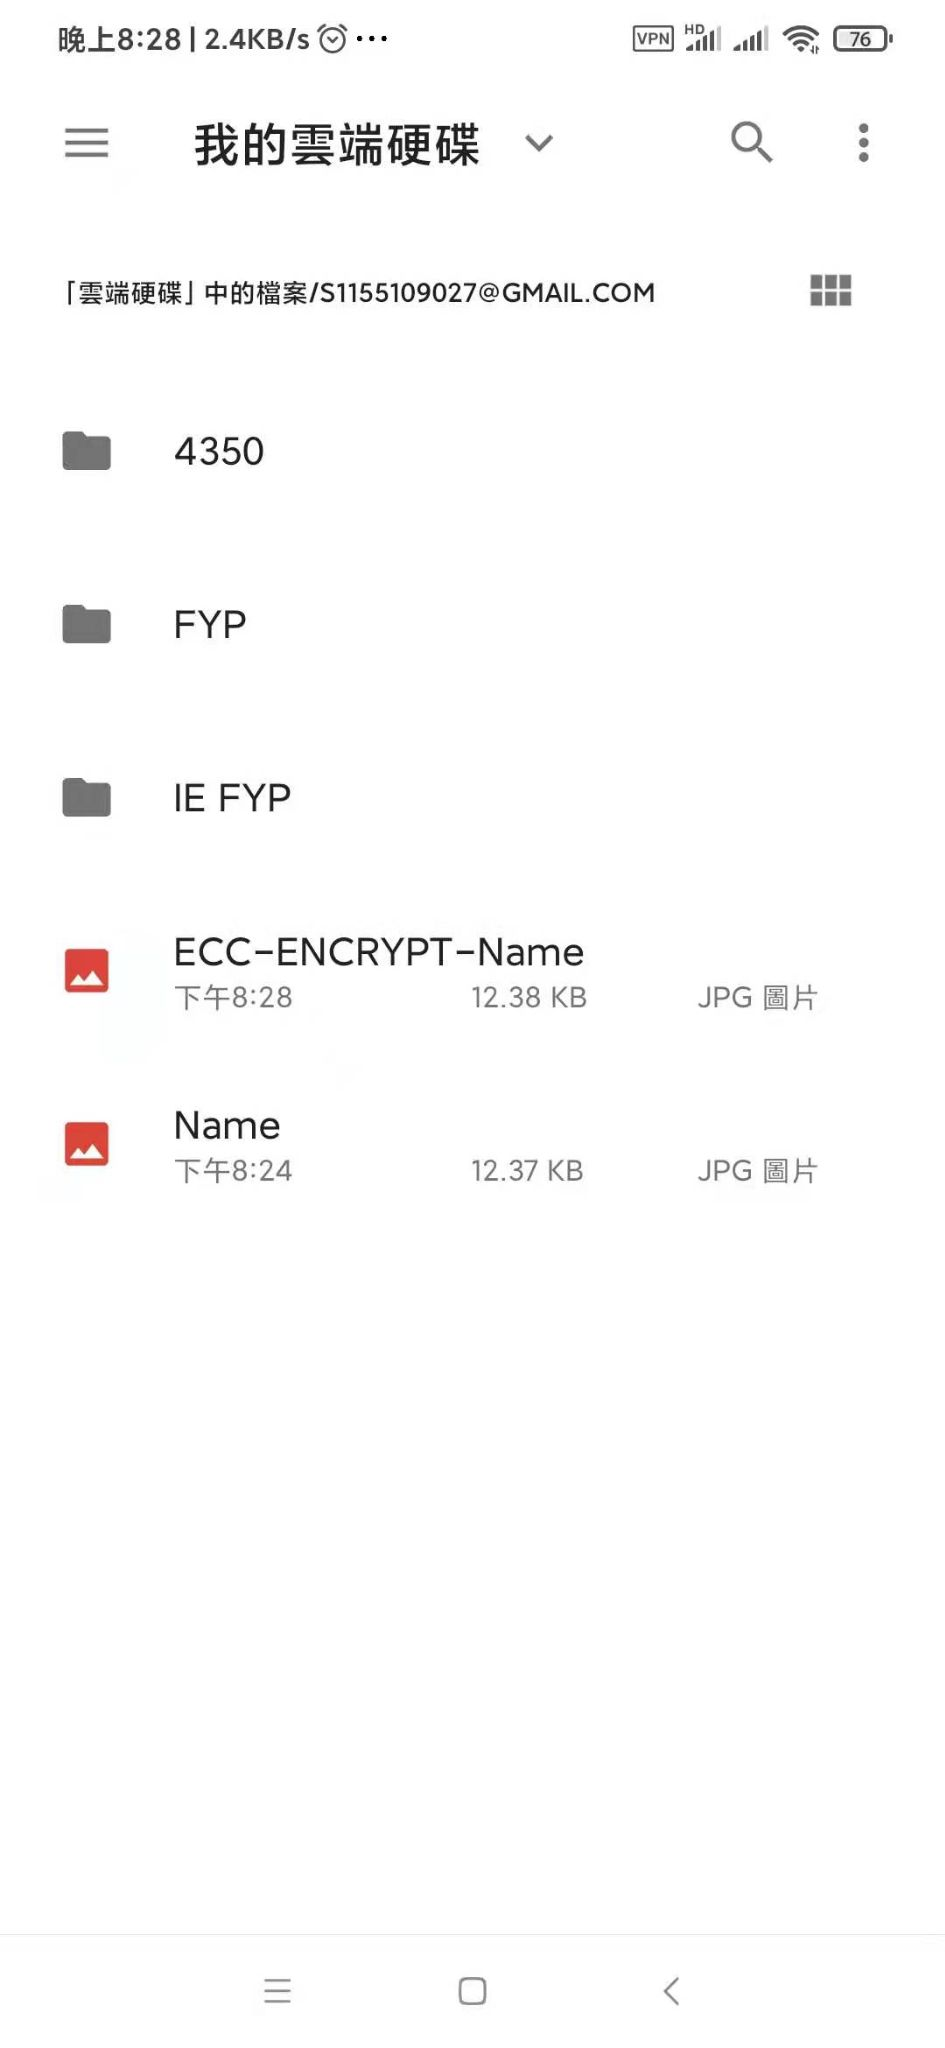 晚上8:28 | 2.4KB/s ...
VPN HD 76
我的雲端硬碟
「雲端硬碟」中的檔案/S1155109027@GMAIL.COM
4350
FYP
IE FYP
ECC-ENCRYPT-Name
下午8:28 12.38 KB JPG 圖片
Name
下午8:24 12.37 KB JPG 圖片